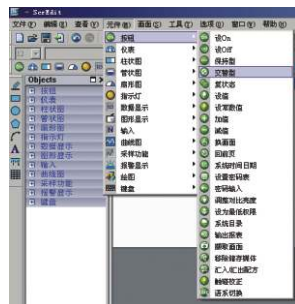 ScrEdit
文件(F) 编辑(E) 查看(V) 元件(E) 画面(S) 工具(T) 选项(O) 窗口(W) 帮助(H)
Objects
按钮
仪表
柱状图
管状图
扇形图
指示灯
数据显示
图形显示
输入
曲线图
采样功能
报警显示
键盘
按钮
仪表
柱状图
管状图
扇形图
指示灯
数据显示
图形显示
输入
曲线图
采样功能
报警显示
绘图
键盘
设On
设Off
保持型
交替型
复状态
设值
设常数值
加值
减值
换画面
回前页
系统时间日期
设置密码表
密码输入
调整对比亮度
设为最低权限
系统目录
输出报表
撷取画面
移除储存媒体
汇入/汇出配方
触碰校正
语系切换